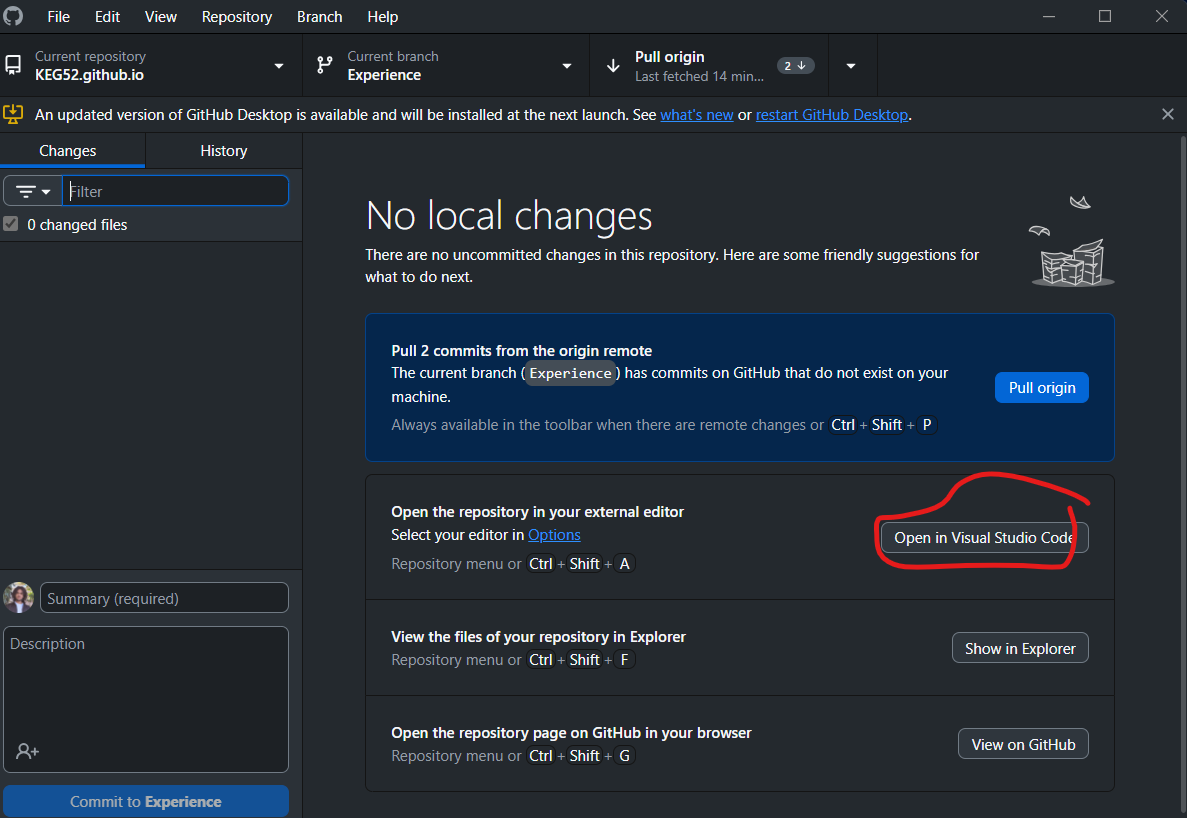 File Edit View Repository Branch Help
Current repository
KEG52.github.io
Current branch
Experience
Pull origin
Last fetched 14 min...
2
An updated version of GitHub Desktop is available and will be installed at the next launch. See what's new or restart GitHub Desktop.
Changes
History
Filter
0 changed files
No local changes
There are no uncommitted changes in this repository. Here are some friendly suggestions for
what to do next.
Pull 2 commits from the origin remote
The current branch (Experience) has commits on GitHub that do not exist on your
machine.
Always available in the toolbar when there are remote changes or Ctrl + Shift + P
Pull origin
Open the repository in your external editor
Select your editor in Options
Repository menu or Ctrl + Shift + A
Open in Visual Studio Code
View the files of your repository in Explorer
Repository menu or Ctrl + Shift + F
Show in Explorer
Open the repository page on GitHub in your browser
Repository menu or Ctrl + Shift + G
View on GitHub
Summary (required)
Description
Commit to Experience